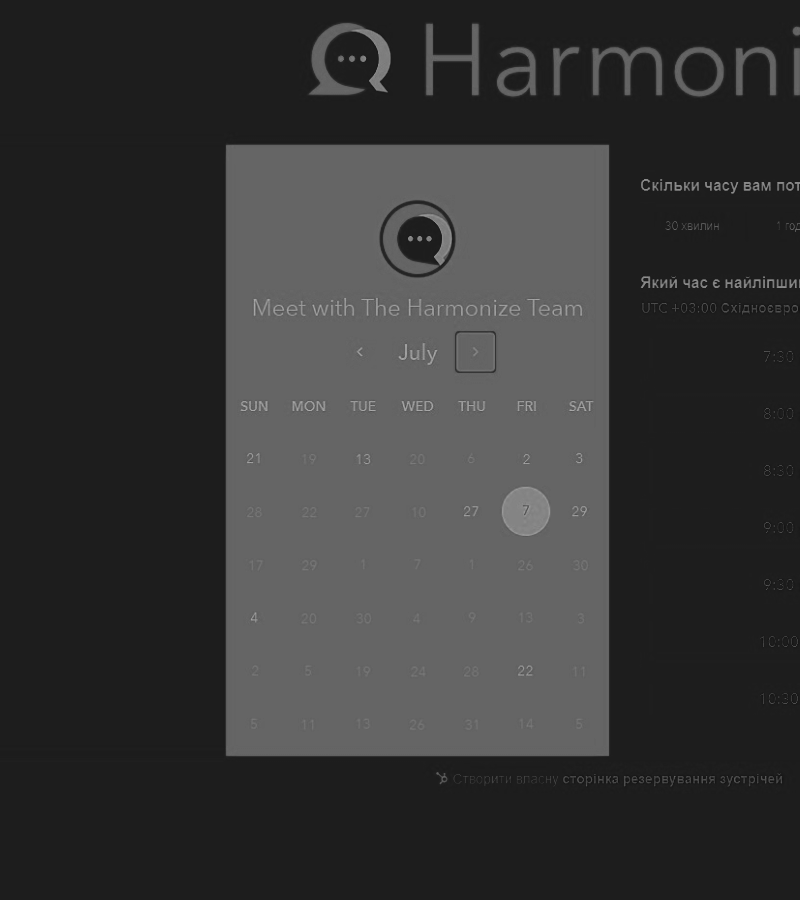 Harmoni
Meet with The Harmonize Team
July
SUN MON TUE WED THU FRI SAT
21 19 13 20 6 2 3
28 22 27 10 27 7 29
17 29 1 7 1 26 30
4 20 30 4 9 13 3
2 5 19 24 28 22 11
5 11 13 26 31 14 5
Скільки часу вам пот
30 хвилин 1 год
Який час є найліпши
UTC +03:00 Східноєвро
7:30
8:00
8:30
9:00
9:30
10:00
10:30
Створити власну сторінка резервування зустрічей